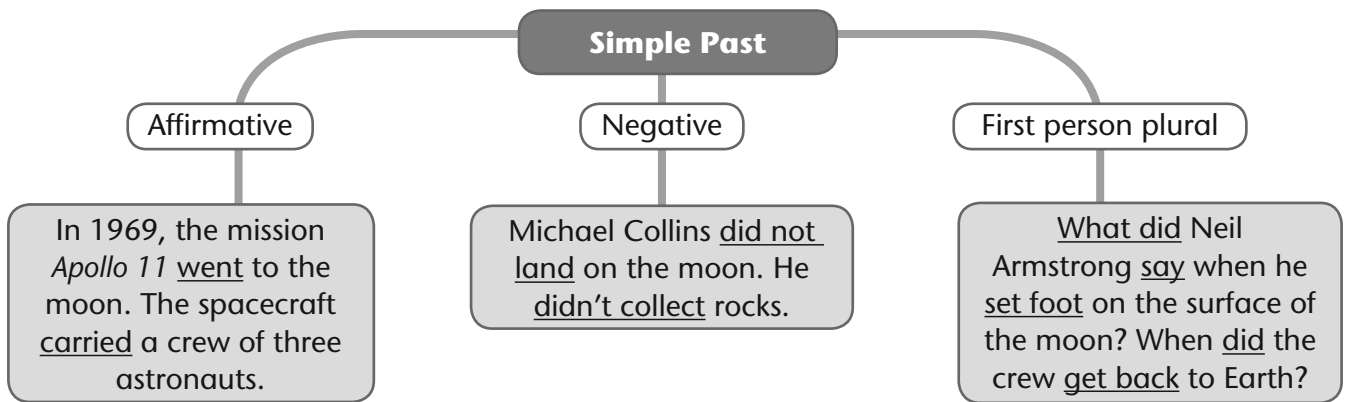 Simple Past
Affirmative
In 1969, the mission
Apollo 11 went to the
moon. The spacecraft
carried a crew of three
astronauts.
Negative
Michael Collins did not
land on the moon. He
didn’t collect rocks.
First person plural
What did Neil
Armstrong say when he
set foot on the surface of
the moon? When did the
crew get back to Earth?